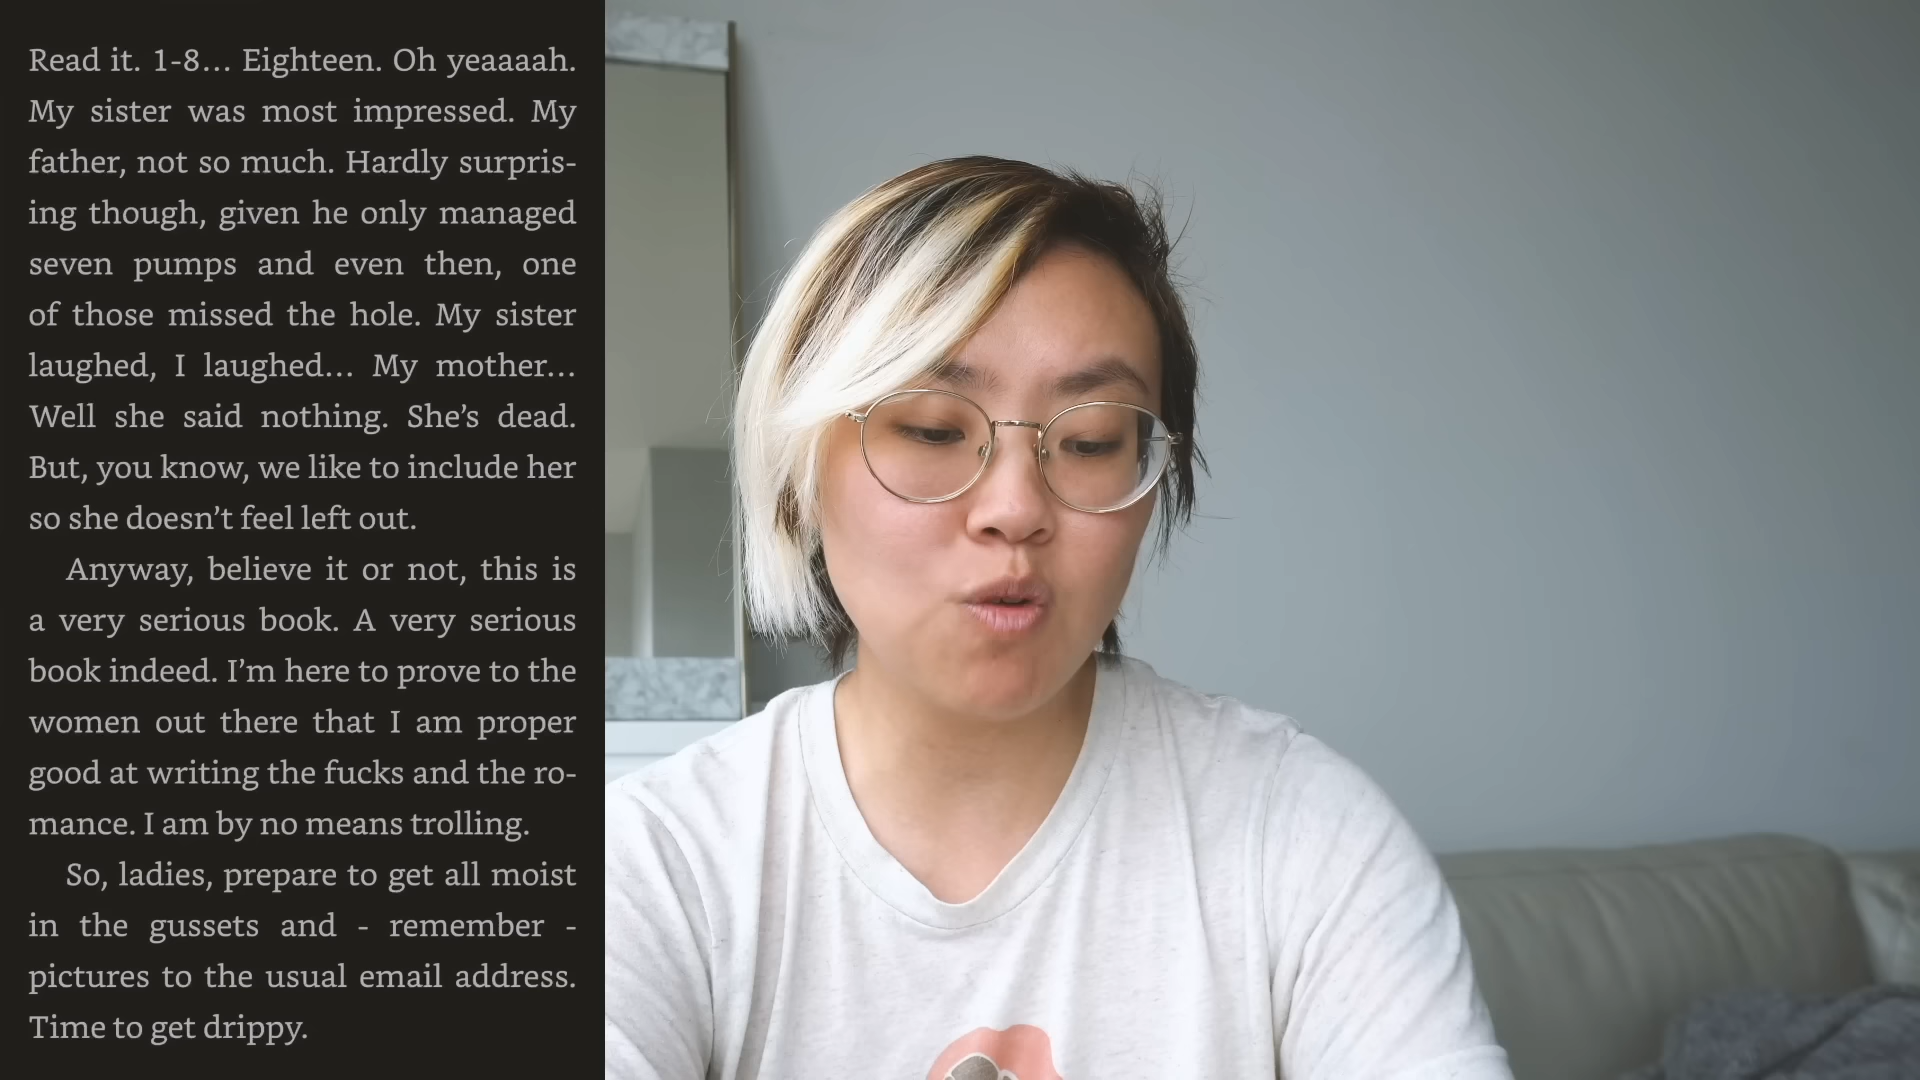 Read it. 1-8... Eighteen. Oh yeaaaah.
My sister was most impressed. My
father, not so much. Hardly surpris-
ing though, given he only managed
seven pumps and even then, one
of those missed the hole. My sister
laughed, I laughed... My mother...
Well she said nothing. She's dead.
But, you know, we like to include her
so she doesn't feel left out.
Anyway, believe it or not, this is
a very serious book. A very serious
book indeed. I'm here to prove to the
women out there that I am proper
good at writing the fucks and the ro-
mance. I am by no means trolling.
So, ladies, prepare to get all moist
in the gussets and - remember -
pictures to the usual email address.
Time to get drippy.